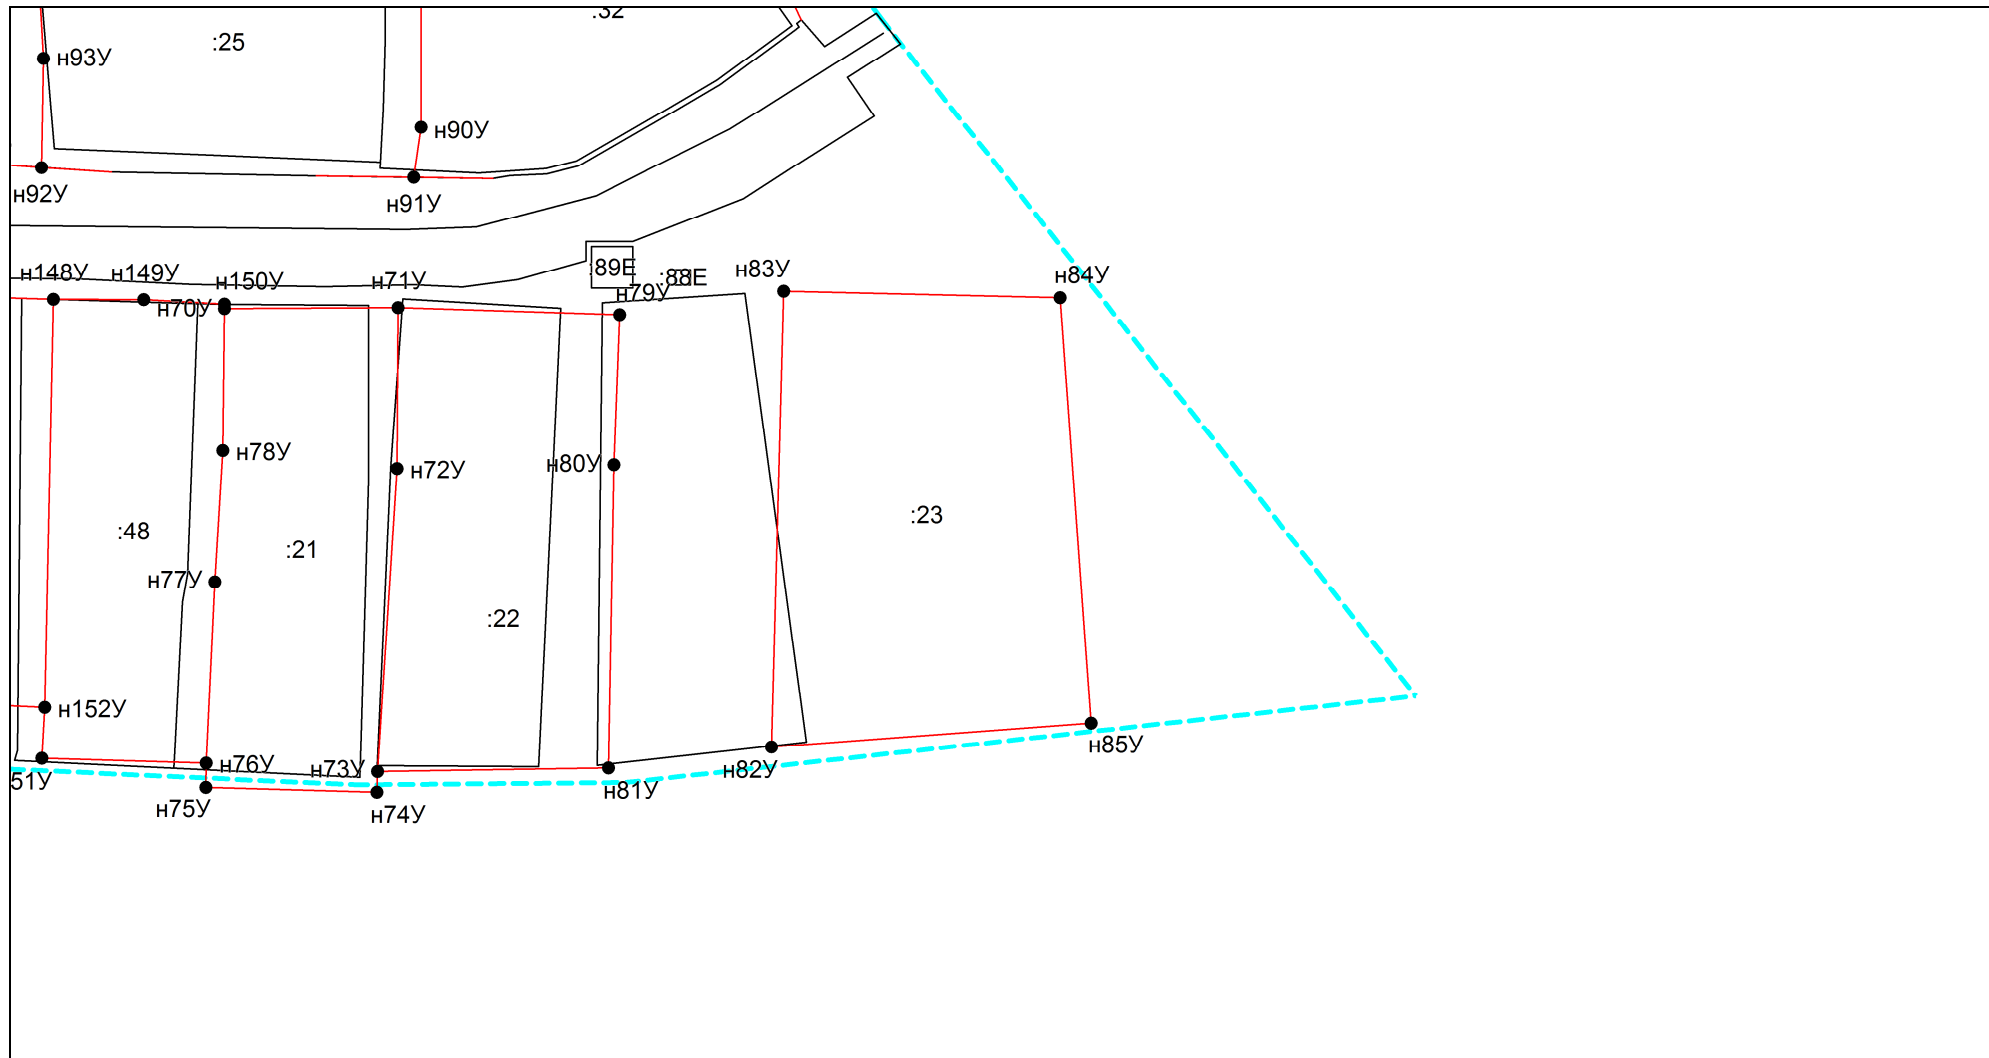 :32
:25
н93У
н90У
н92У
н91У
:89Е
н148У
н149У
н150У
н71У
н83У
н84У
н70У
н79У
н78У
н72У
н80У
:23
:48
:21
н77У
:22
н152У
н76У
н73У
н82У
н85У
51У
н75У
н81У
н74У